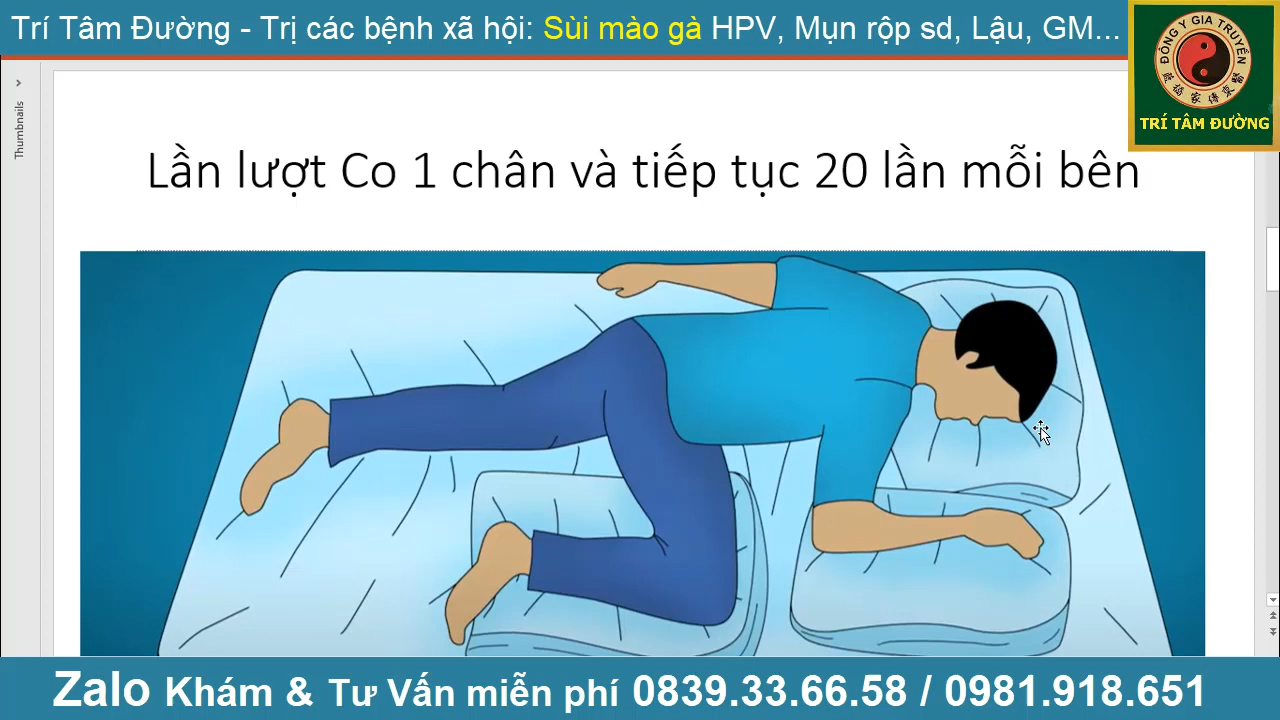 Trí Tâm Đường - Trị các bệnh xã hội: Sùi mào gà HPV, Mụn rộp sd, Lậu, GM...
ĐÔNG Y GIA TRUYỀN
TRÍ TÂM ĐƯỜNG
Thumbnails
Lần lượt Co 1 chân và tiếp tục 20 lần mỗi bên
Zalo Khám & Tư Vấn miễn phí 0839.33.66.58 / 0981.918.651